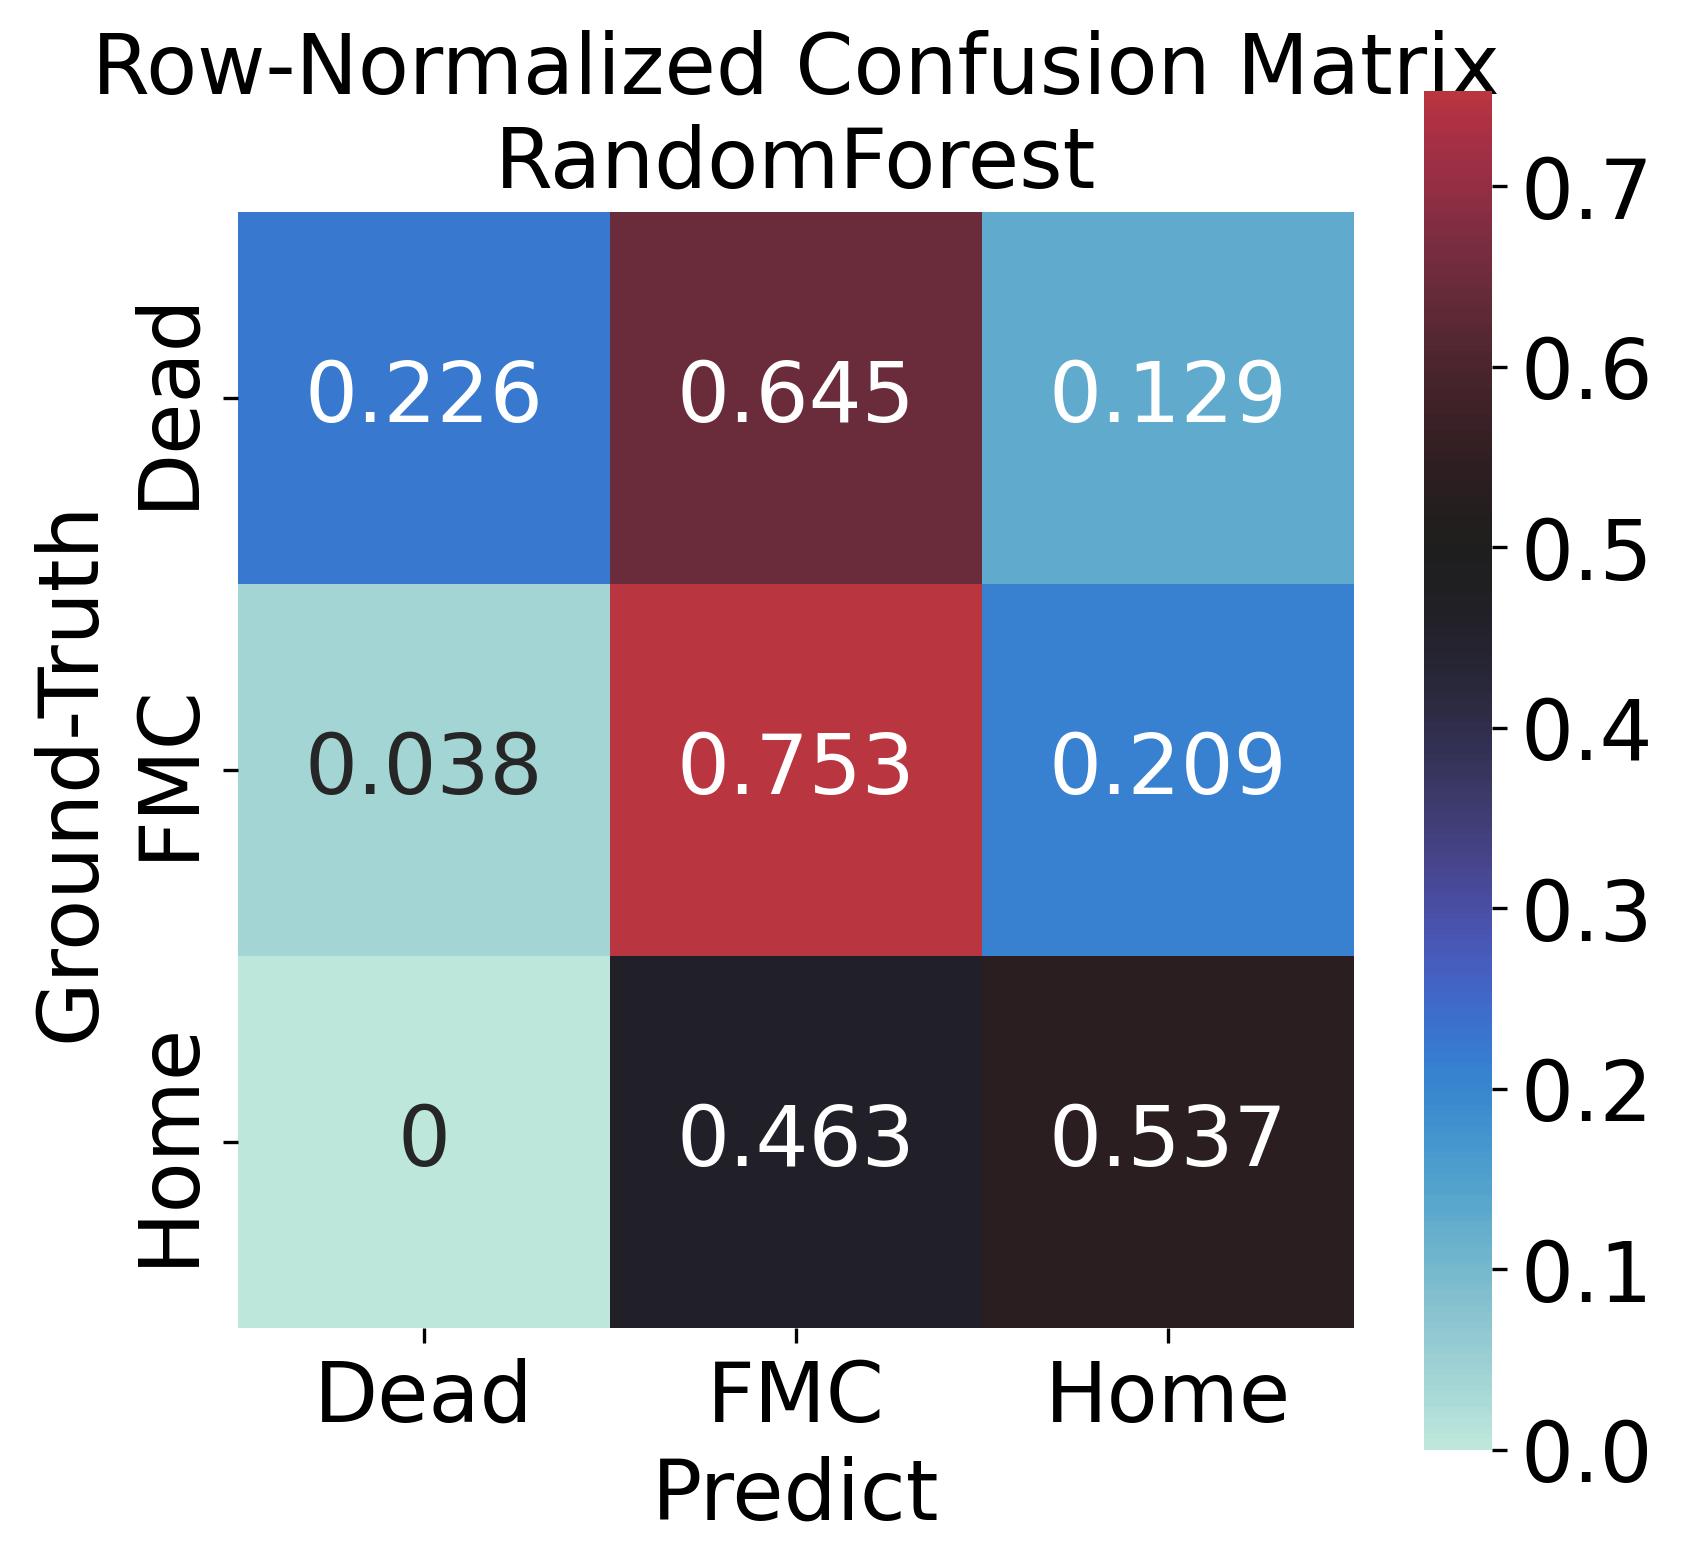 Row-Normalized Confusion Matrix
RandomForest
Ground-Truth
Dead
0.226 0.645 0.129
FMC
0.038 0.753 0.209
Home
0 0.463 0.537
Dead FMC Home
Predict
0.7
0.6
0.5
0.4
0.3
0.2
0.1
0.0